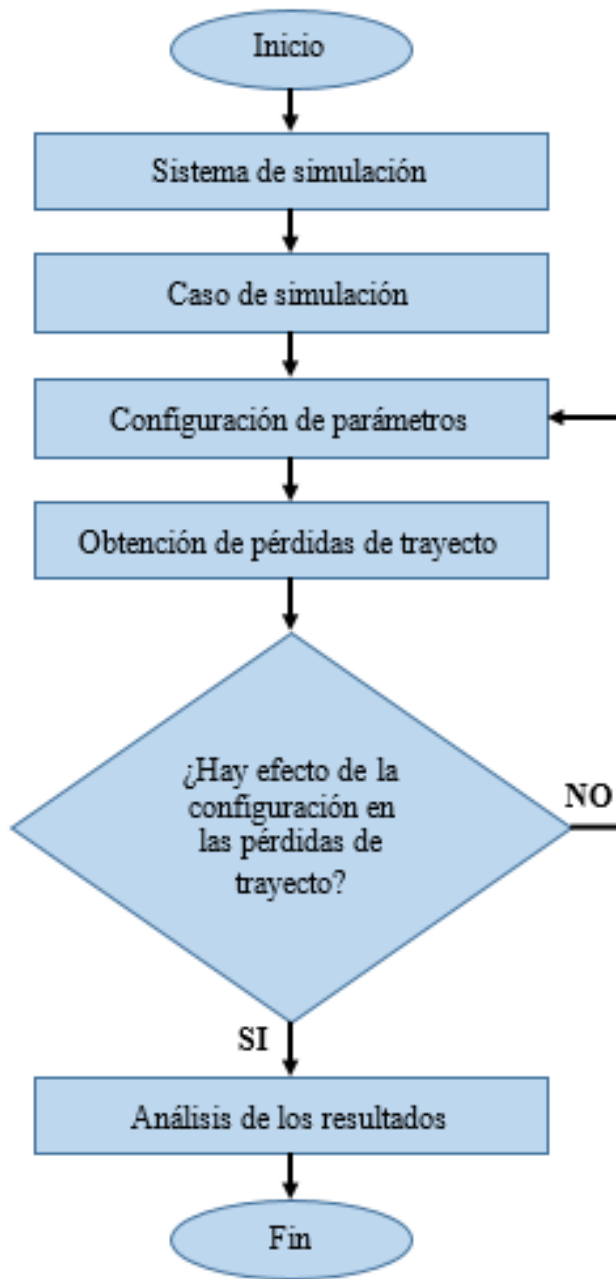 Inicio
Sistema de simulación
Caso de simulación
Configuración de parámetros
Obtención de pérdidas de trayecto
¿Hay efecto de la
configuración en
las pérdidas de
trayecto?
NO
SI
Análisis de los resultados
Fin